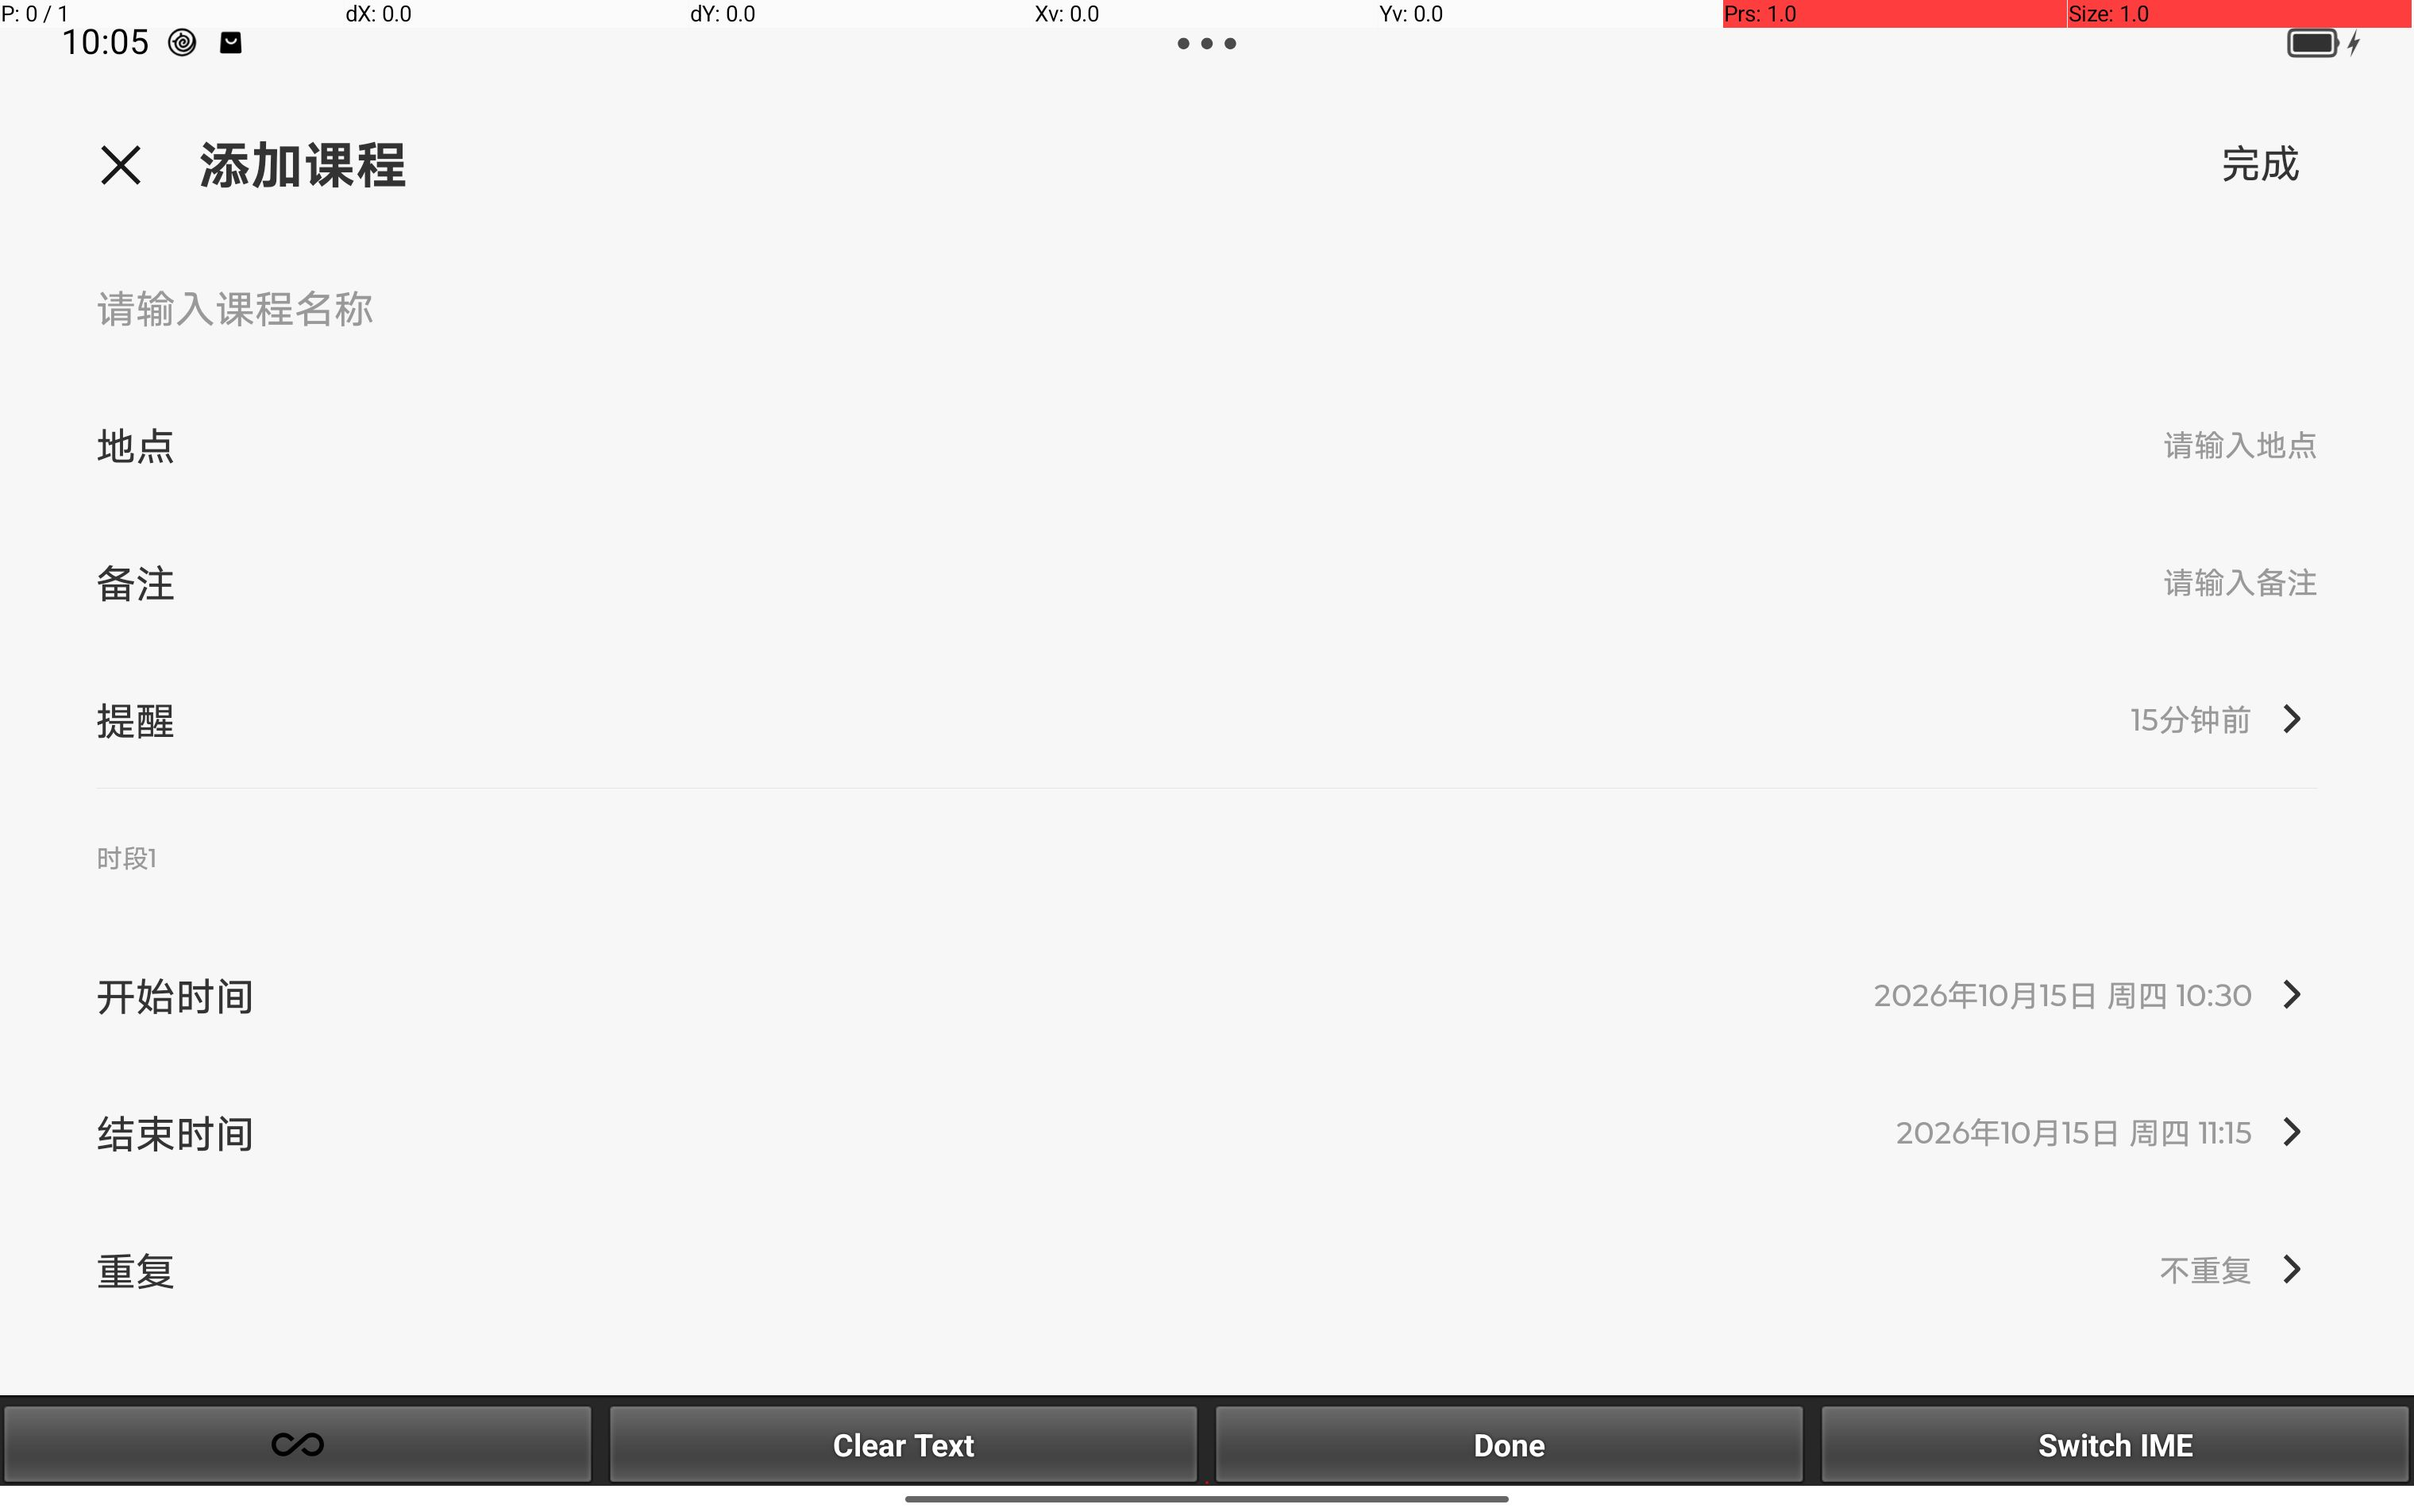 P: 0 / 1 dX: 0.0 dY: 0.0 Xv: 0.0 Yv: 0.0 Prs: 1.0 Size: 1.0
10:05
添加课程 完成
请输入课程名称
地点 请输入地点
备注 请输入备注
提醒 15分钟前
时段1
开始时间 2026年10月15日 周四 10:30
结束时间 2026年10月15日 周四 11:15
重复 不重复
Clear Text Done Switch IME